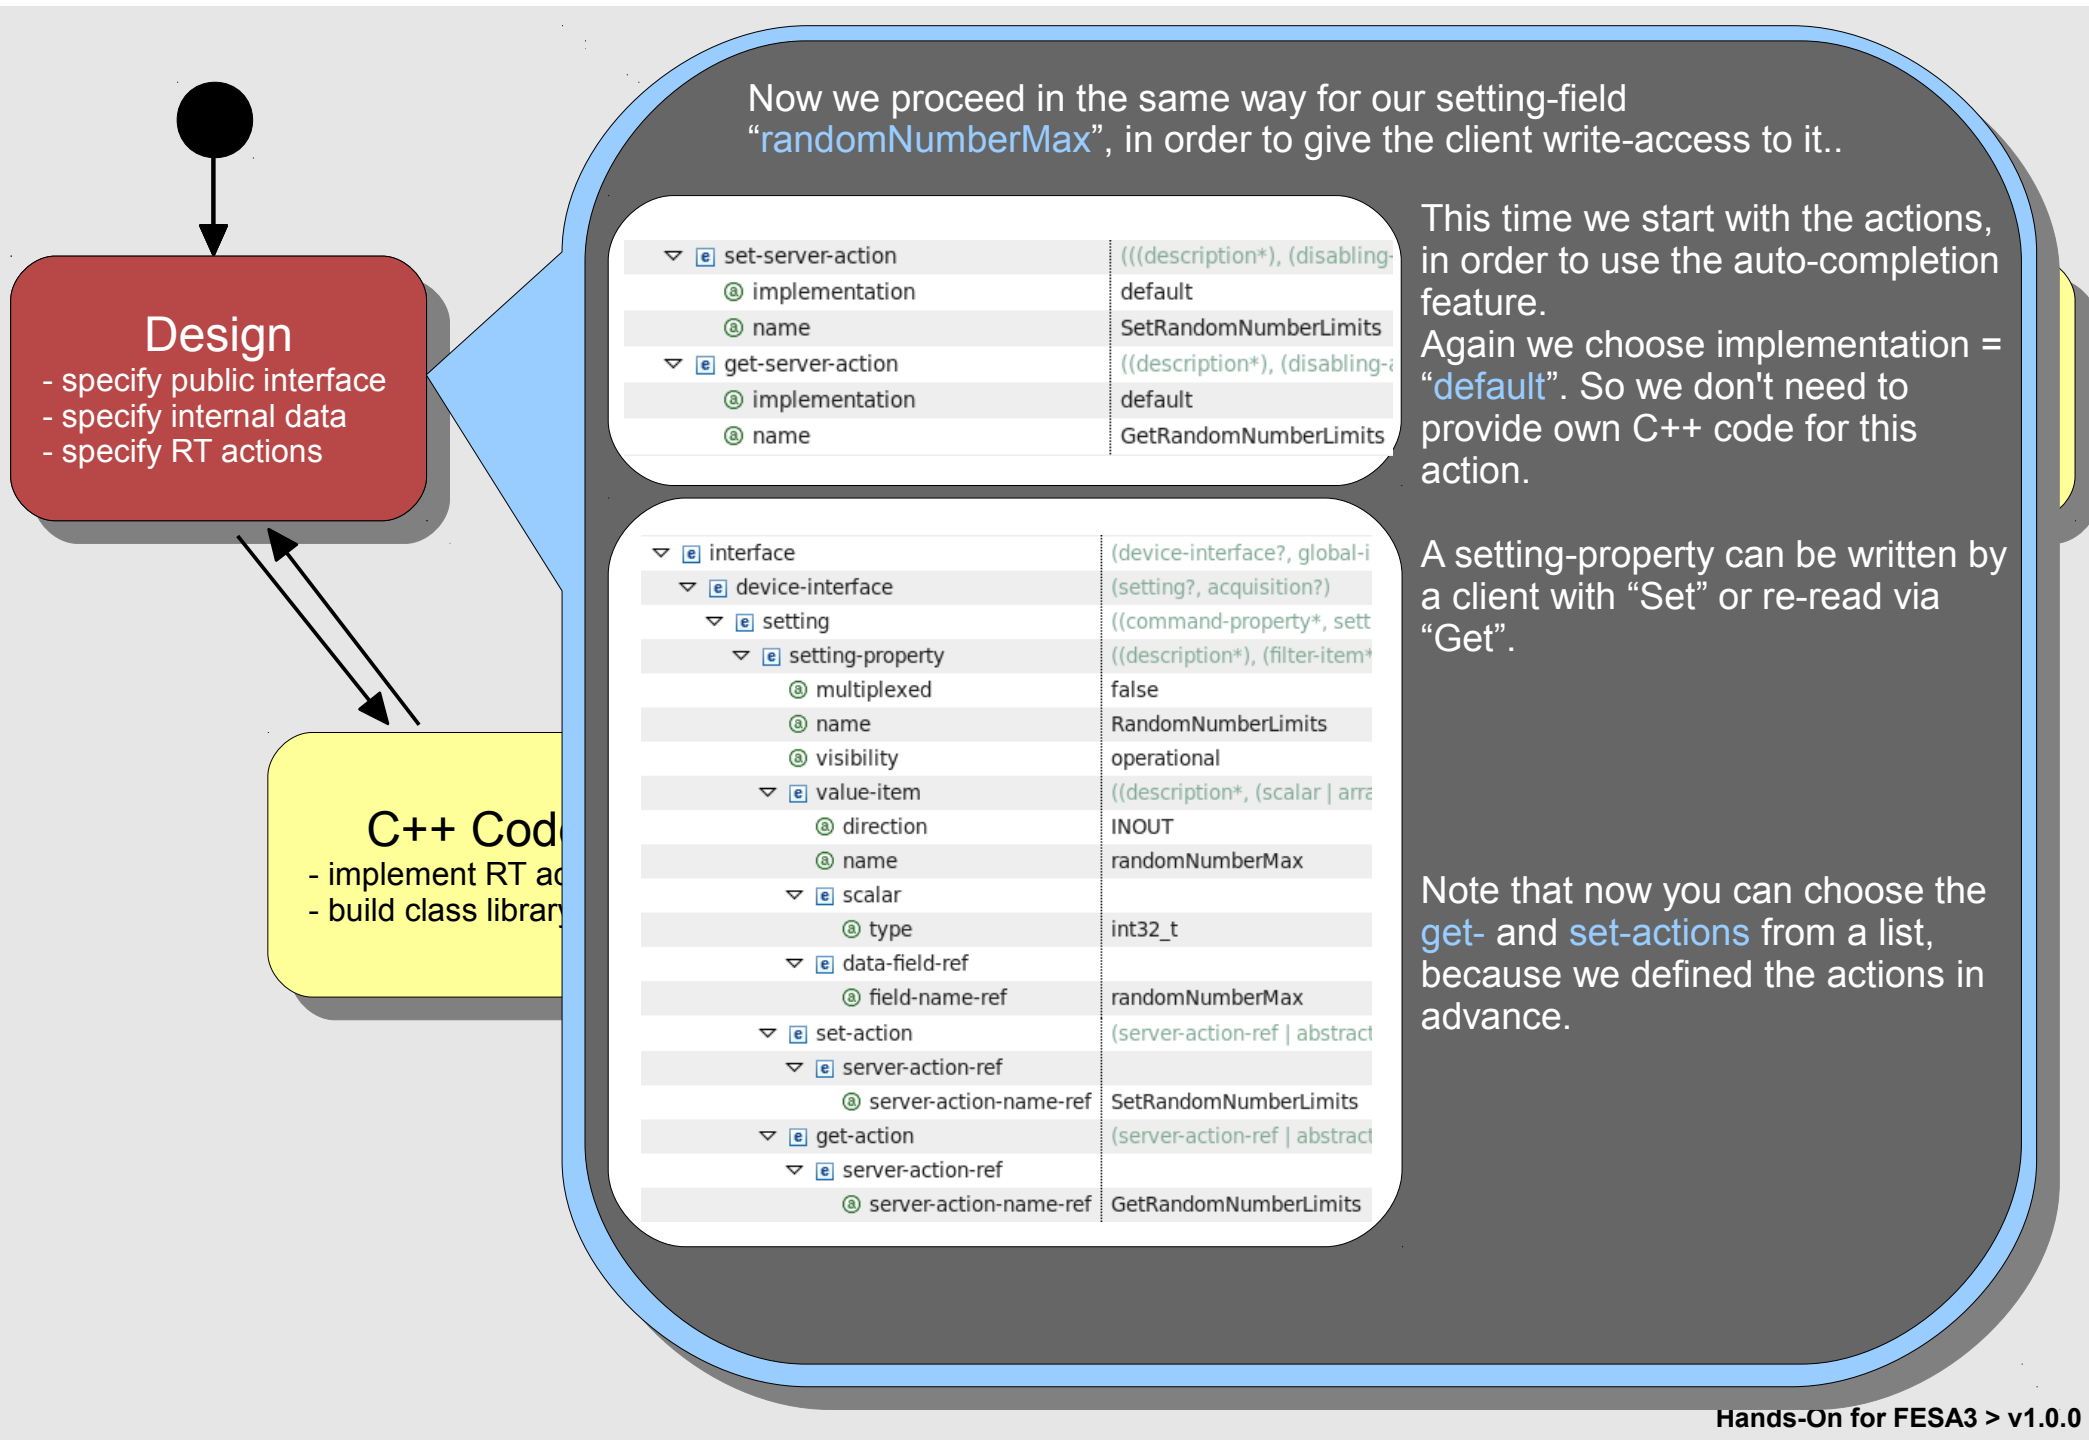 Now we proceed in the same way for our setting-field
“randomNumberMax”, in order to give the client write-access to it..
Design
- specify public interface
- specify internal data
- specify RT actions
C++ Cod
- implement RT ac
- build class library
set-server-action (((description*), (disabling-
implementation default
name SetRandomNumberLimits
get-server-action ((description*), (disabling-a
implementation default
name GetRandomNumberLimits
This time we start with the actions,
in order to use the auto-completion
feature.
Again we choose implementation =
“default”. So we don't need to
provide own C++ code for this
action.
interface (device-interface?, global-i
device-interface (setting?, acquisition?)
setting ((command-property*, sett
setting-property ((description*), (filter-item*
multiplexed false
name RandomNumberLimits
visibility operational
value-item ((description*, (scalar | arra
direction INOUT
name randomNumberMax
scalar
type int32_t
data-field-ref
field-name-ref randomNumberMax
set-action (server-action-ref | abstract
server-action-ref
server-action-name-ref SetRandomNumberLimits
get-action (server-action-ref | abstract
server-action-ref
server-action-name-ref GetRandomNumberLimits
A setting-property can be written by
a client with “Set” or re-read via
“Get”.
Note that now you can choose the
get- and set-actions from a list,
because we defined the actions in
advance.
Hands-On for FESA3 > v1.0.0